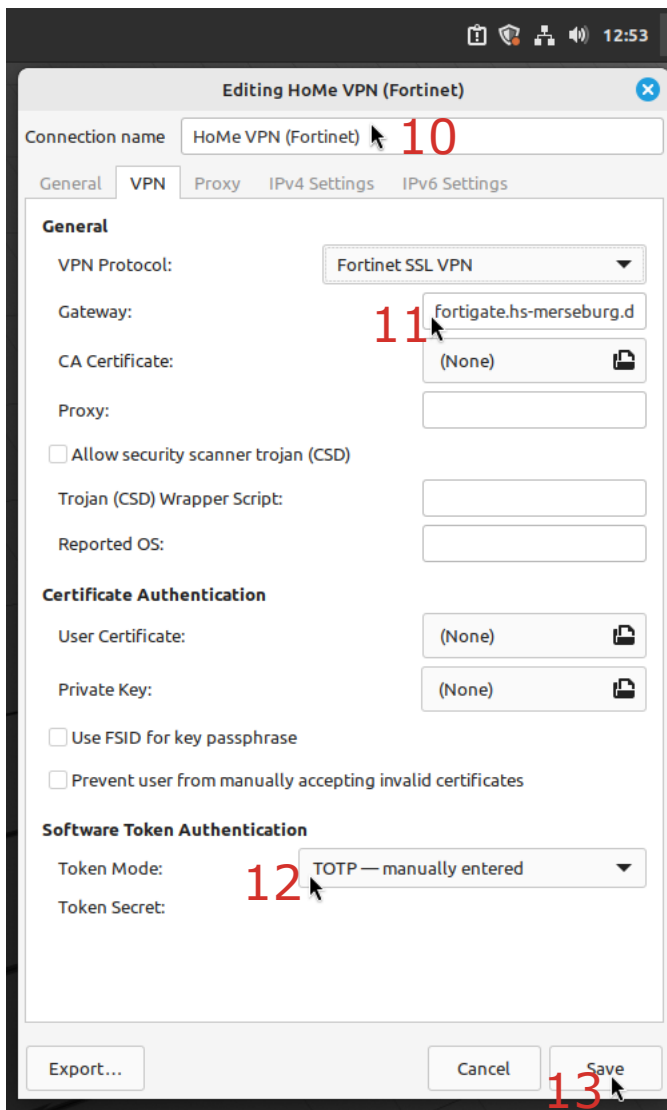 12:53
Editing HoMe VPN (Fortinet)
Connection name HoMe VPN (Fortinet) 10
General VPN Proxy IPv4 Settings IPv6 Settings
General
VPN Protocol: Fortinet SSL VPN
Gateway: 11 fortigate.hs-merseburg.d
CA Certificate: (None)
Proxy:
Allow security scanner trojan (CSD)
Trojan (CSD) Wrapper Script:
Reported OS:
Certificate Authentication
User Certificate: (None)
Private Key: (None)
Use FSID for key passphrase
Prevent user from manually accepting invalid certificates
Software Token Authentication
Token Mode: 12 TOTP — manually entered
Token Secret:
Export... Cancel Save
13